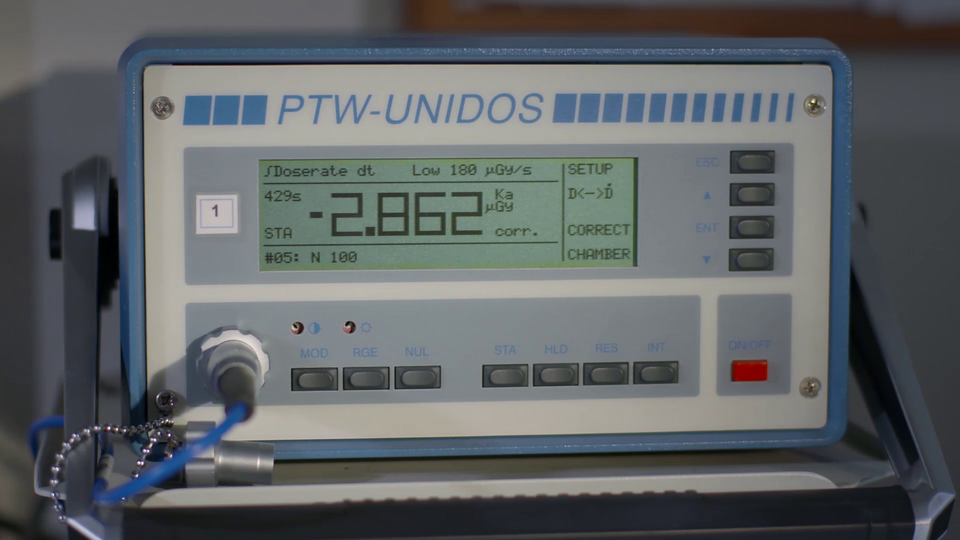 PTW-UNIDOS
∫Doserate dt Low 180 µGy/s
SETUP
ESC
1
429s
-2.862
Ka
µGy
D<->Ḋ
▲
STA
corr.
CORRECT
ENT
#05: N 100
CHAMBER
▼
MOD RGE NUL STA HLD RES INT
ON/OFF